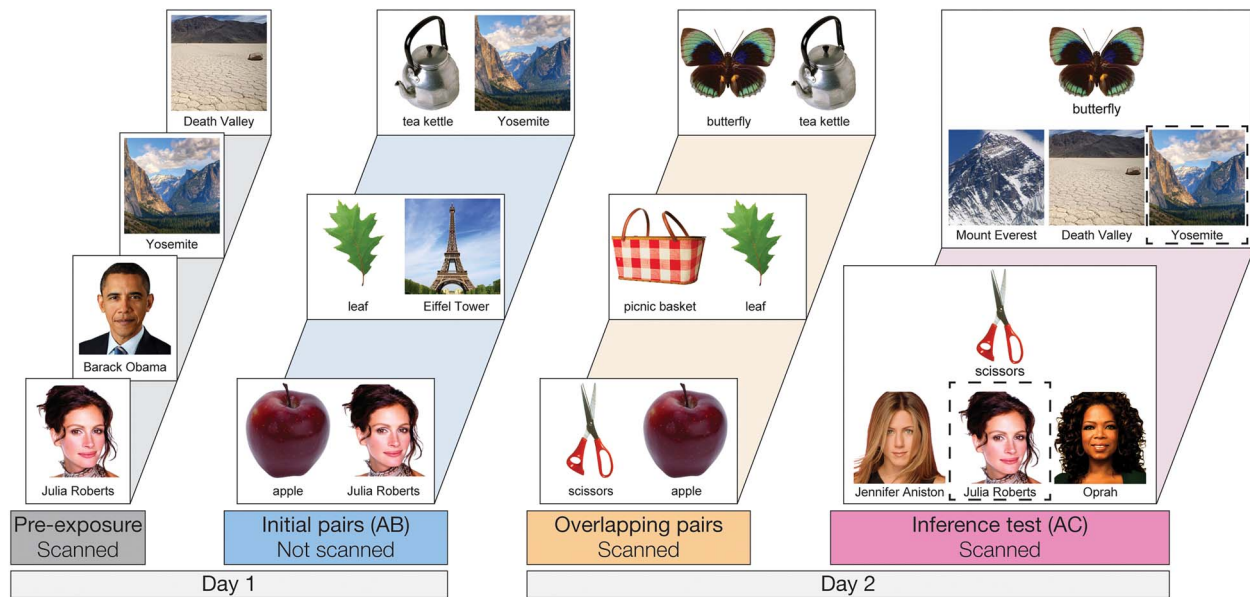 Death Valley
Yosemite
Barack Obama
Julia Roberts
Pre-exposure
Scanned
tea kettle Yosemite
leaf Eiffel Tower
apple Julia Roberts
Initial pairs (AB)
Not scanned
Day 1
butterfly tea kettle
picnic basket leaf
scissors apple
Overlapping pairs
Scanned
butterfly
Mount Everest Death Valley Yosemite
scissors
Jennifer Aniston Julia Roberts Oprah
Inference test (AC)
Scanned
Day 2